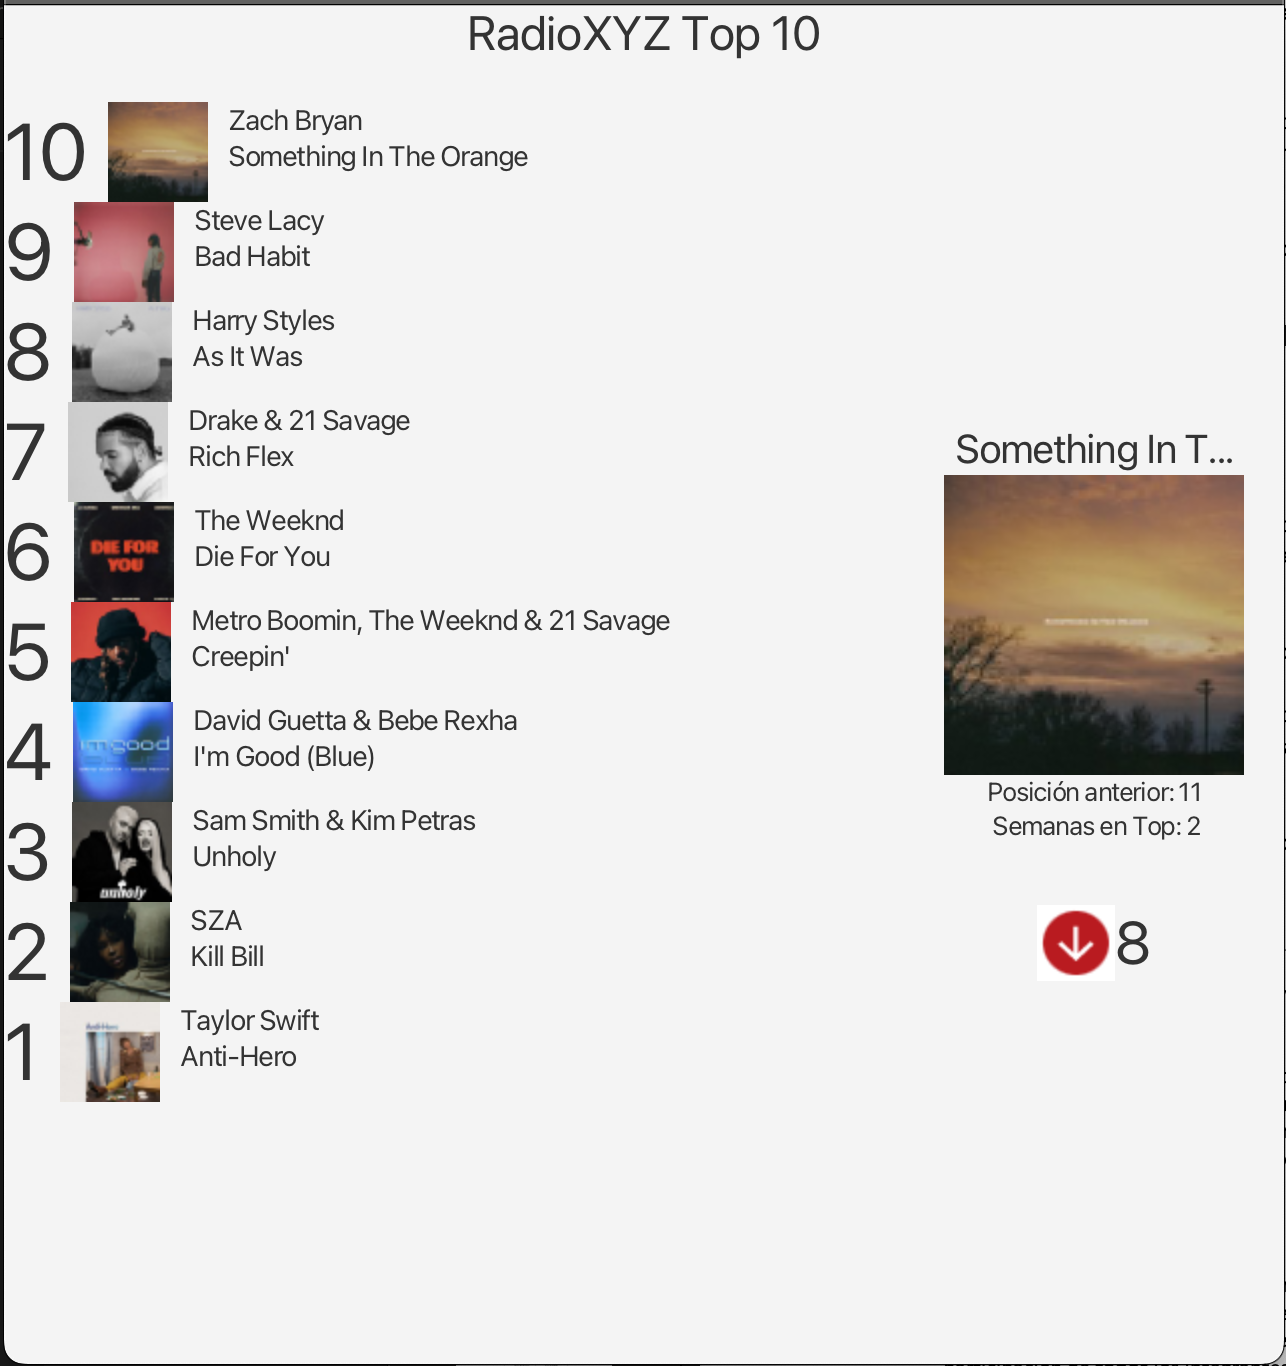 RadioXYZ Top 10
10
Zach Bryan
Something In The Orange
9
Steve Lacy
Bad Habit
8
Harry Styles
As It Was
7
Drake & 21 Savage
Rich Flex
6
DIE FOR
YOU
The Weeknd
Die For You
5
Metro Boomin, The Weeknd & 21 Savage
Creepin'
4
i'm good
David Guetta & Bebe Rexha
I'm Good (Blue)
3
unholy
Sam Smith & Kim Petras
Unholy
2
SZA
Kill Bill
1
Taylor Swift
Anti-Hero
Something In T...
Posición anterior: 11
Semanas en Top: 2
8